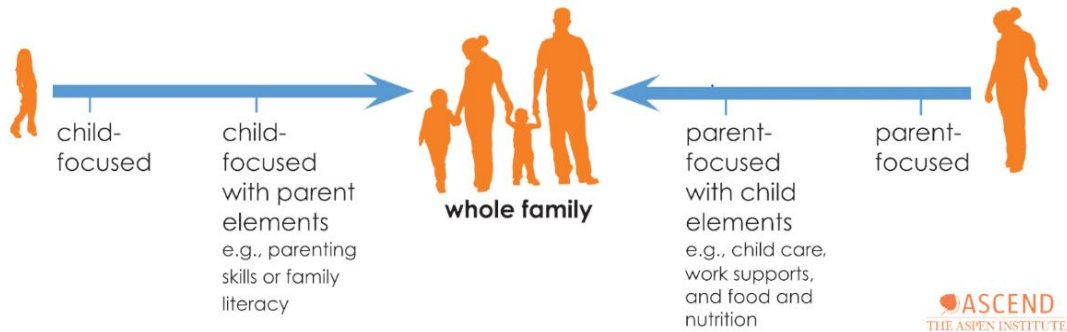 child-
focused
child-
focused
with parent
elements
e.g., parenting
skills or family
literacy
whole family
parent-
focused
with child
elements
e.g., child care,
work supports,
and food and
nutrition
parent-
focused
ASCEND
THE ASPEN INSTITUTE